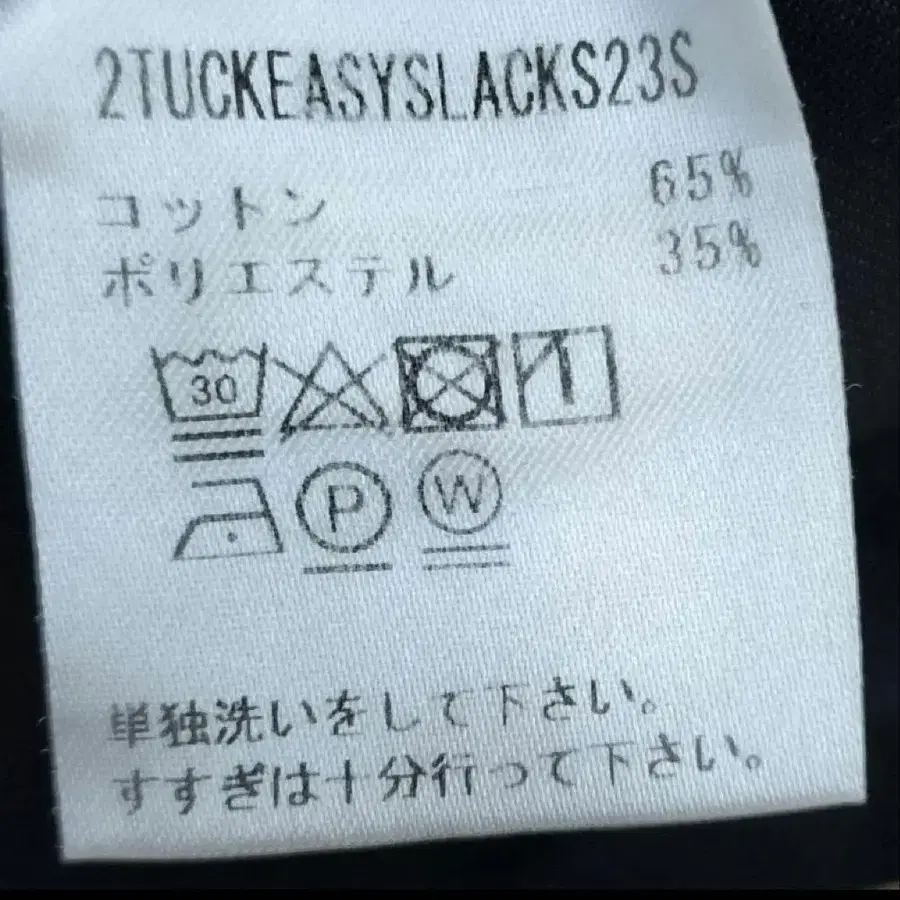 2TUCKEASYSLACKS23S
コットン 65%
ポリエステル 35%
30
P W
単独洗いをして下さい。
すすぎは十分行って下さい。